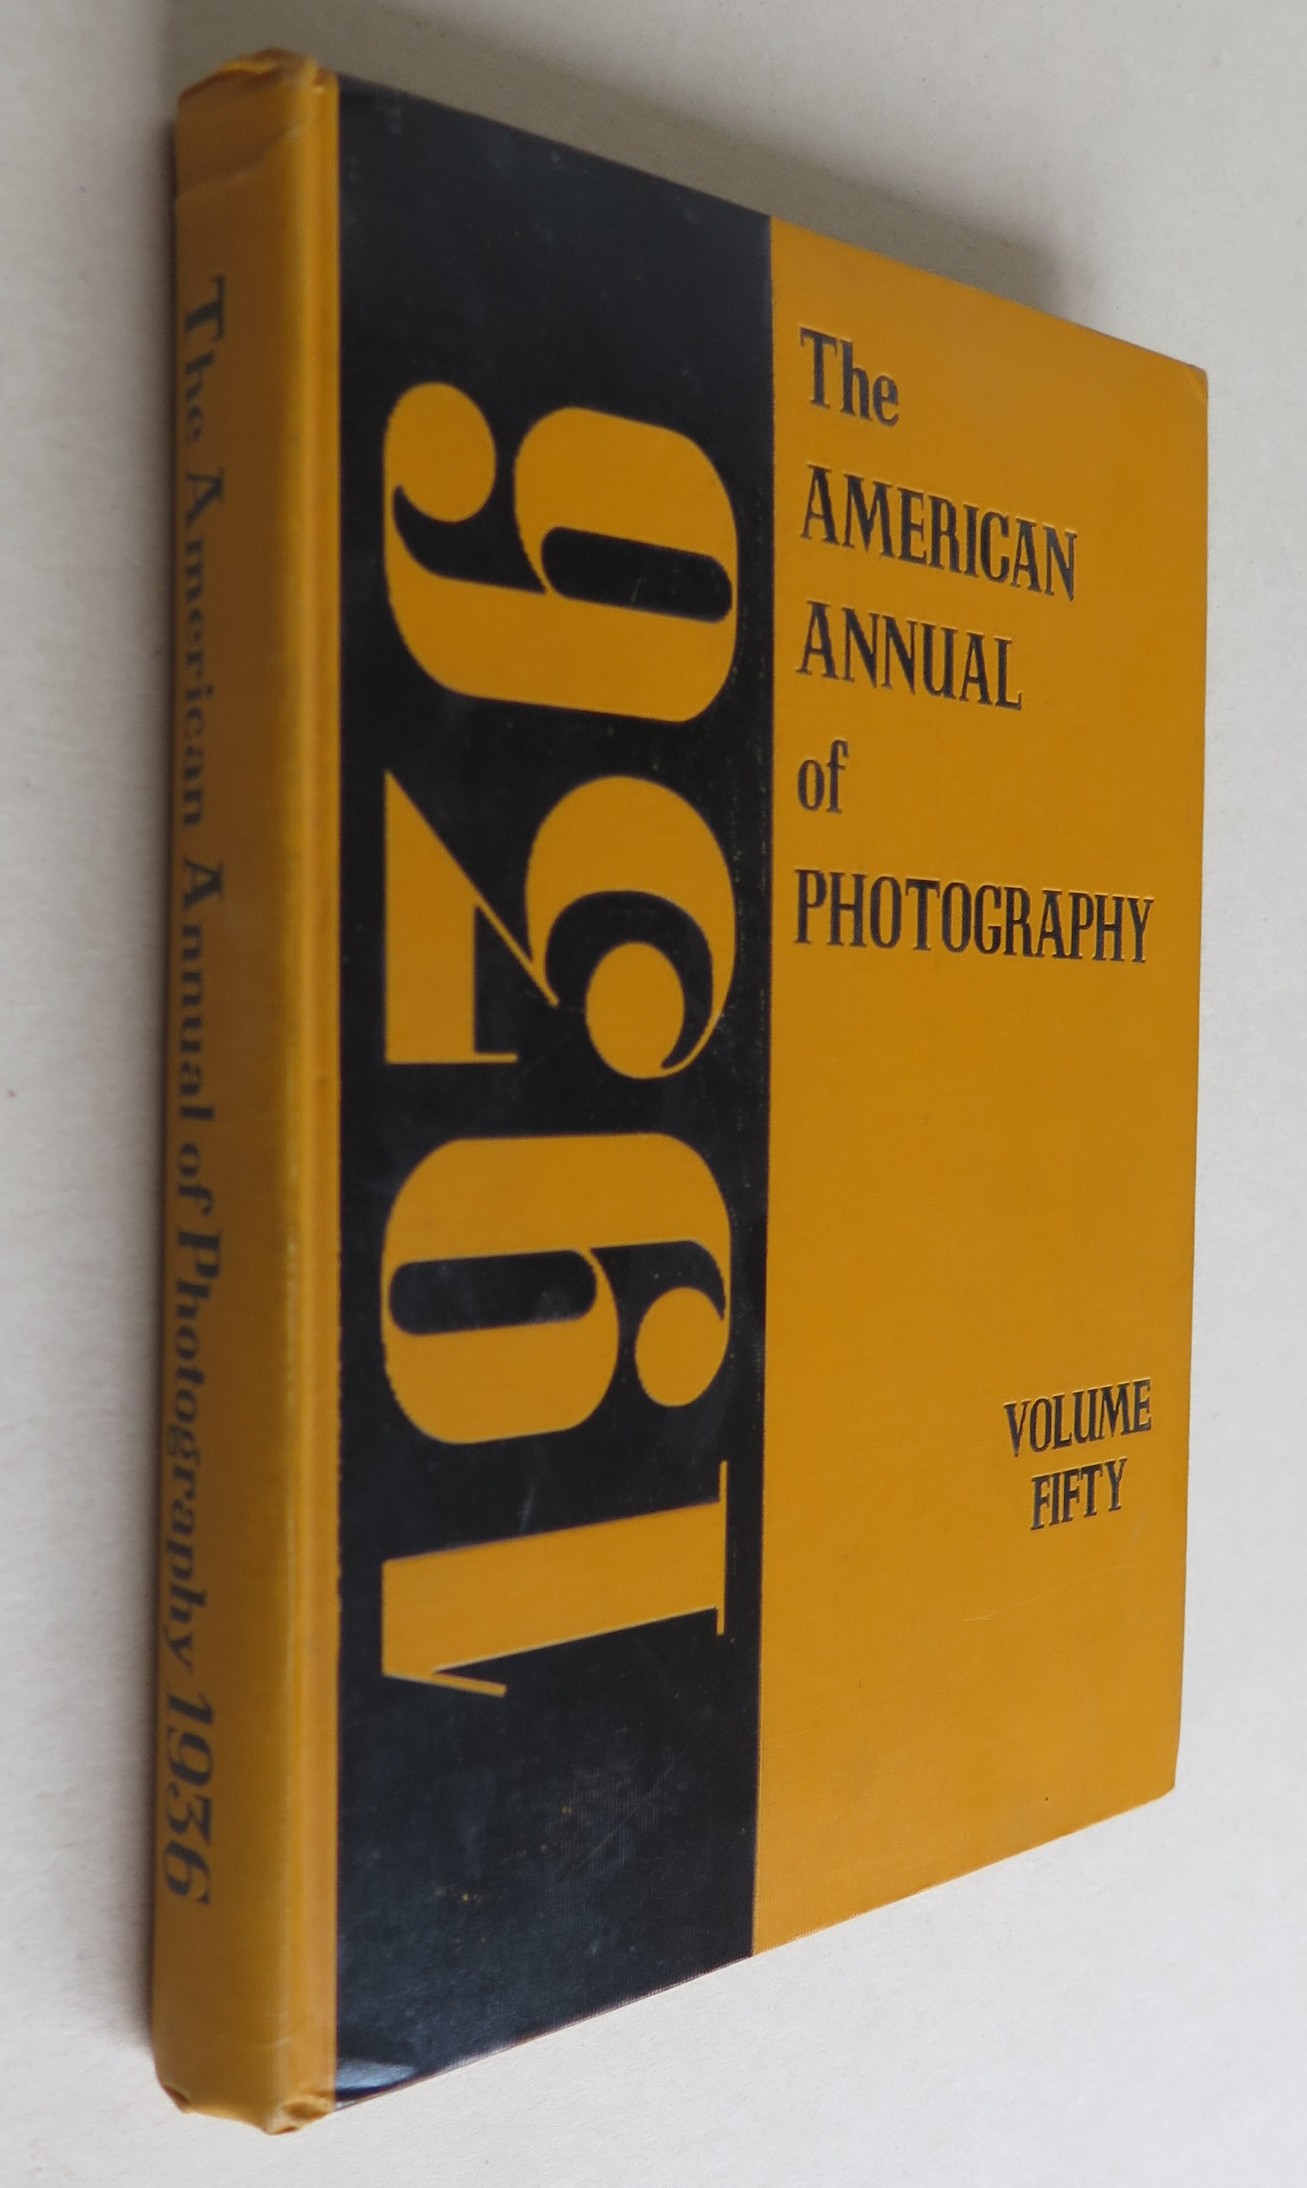 The American Annual of Photography 1936
1936
The
AMERICAN
ANNUAL
of
PHOTOGRAPHY
VOLUME
FIFTY